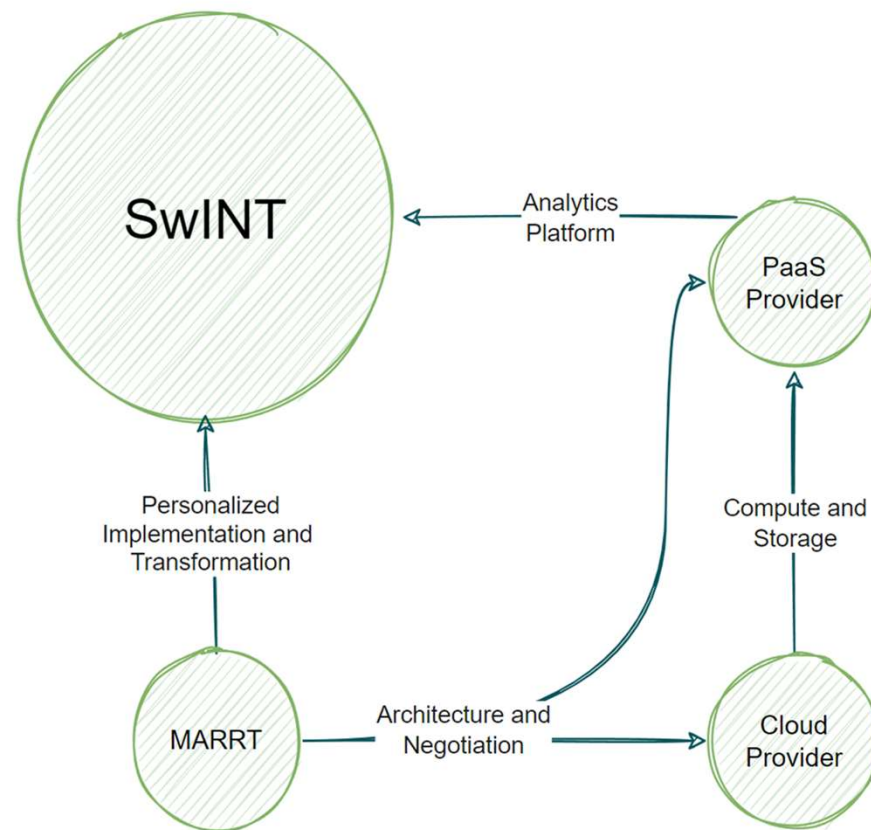 SwINT
Analytics
Platform
PaaS
Provider
Personalized
Implementation and
Transformation
Compute and
Storage
MARRT
Architecture and
Negotiation
Cloud
Provider